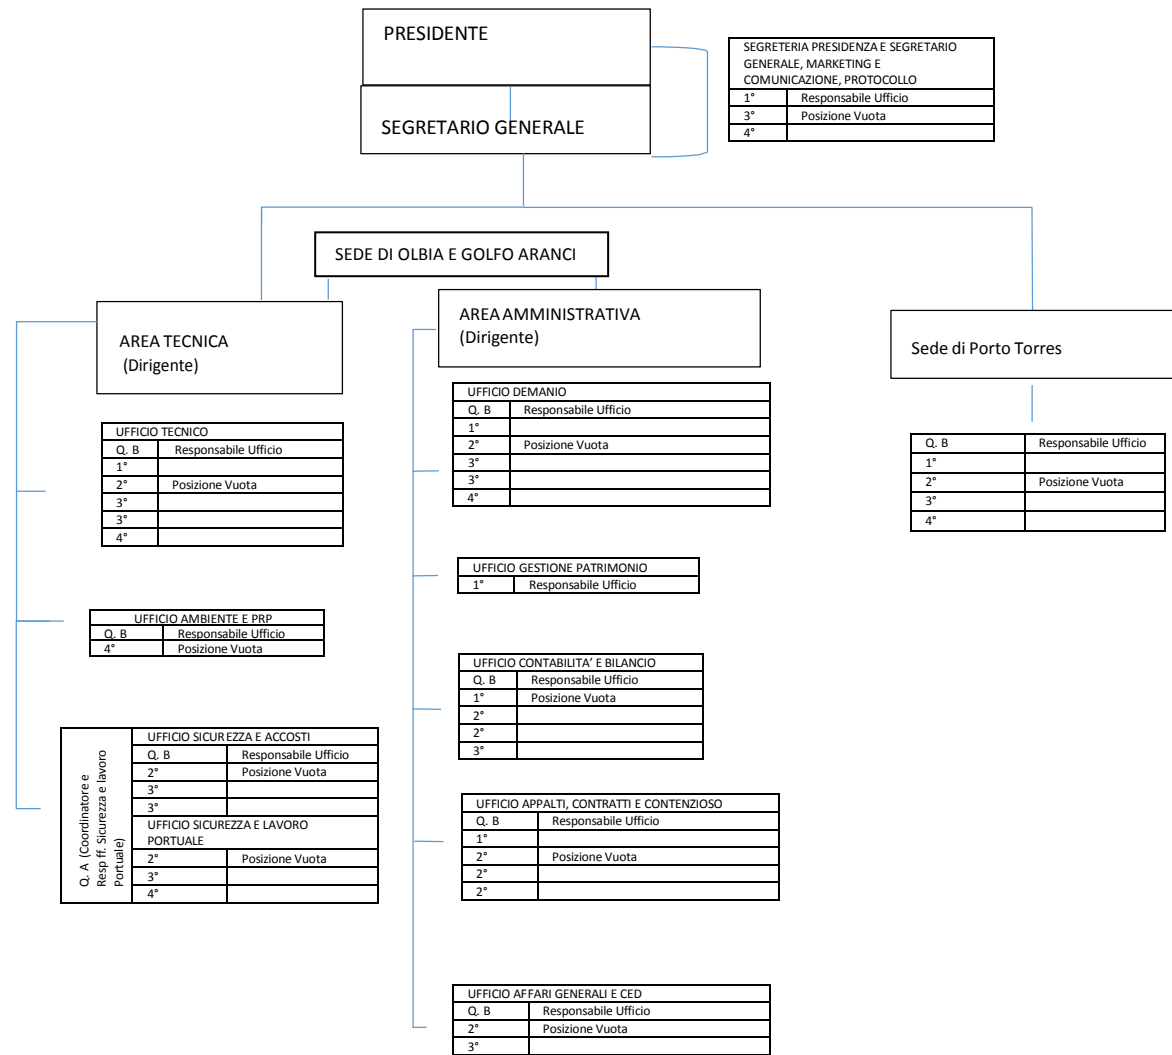 PRESIDENTE
SEGRETARIO GENERALE
SEGRETERIA PRESIDENZA E SEGRETARIO
GENERALE, MARKETING E
COMUNICAZIONE, PROTOCOLLO
1° Responsabile Ufficio
3° Posizione Vuota
4°
SEDE DI OLBIA E GOLFO ARANCI
AREA TECNICA
(Dirigente)
UFFICIO TECNICO
Q. B Responsabile Ufficio
1°
2° Posizione Vuota
3°
3°
4°
UFFICIO AMBIENTE E PRP
Q. B Responsabile Ufficio
4° Posizione Vuota
Q. A (Coordinatore e
Resp ff. Sicurezza e lavoro
Portuale)
UFFICIO SICUREZZA E ACCOSTI
Q. B Responsabile Ufficio
2° Posizione Vuota
3°
3°
UFFICIO SICUREZZA E LAVORO
PORTUALE
2° Posizione Vuota
3°
4°
AREA AMMINISTRATIVA
(Dirigente)
UFFICIO DEMANIO
Q. B Responsabile Ufficio
1°
2° Posizione Vuota
3°
3°
4°
UFFICIO GESTIONE PATRIMONIO
1° Responsabile Ufficio
UFFICIO CONTABILITA’ E BILANCIO
Q. B Responsabile Ufficio
1° Posizione Vuota
2°
2°
3°
UFFICIO APPALTI, CONTRATTI E CONTENZIOSO
Q. B Responsabile Ufficio
1°
2° Posizione Vuota
2°
2°
UFFICIO AFFARI GENERALI E CED
Q. B Responsabile Ufficio
2° Posizione Vuota
3°
Sede di Porto Torres
Q. B Responsabile Ufficio
1°
2° Posizione Vuota
3°
4°